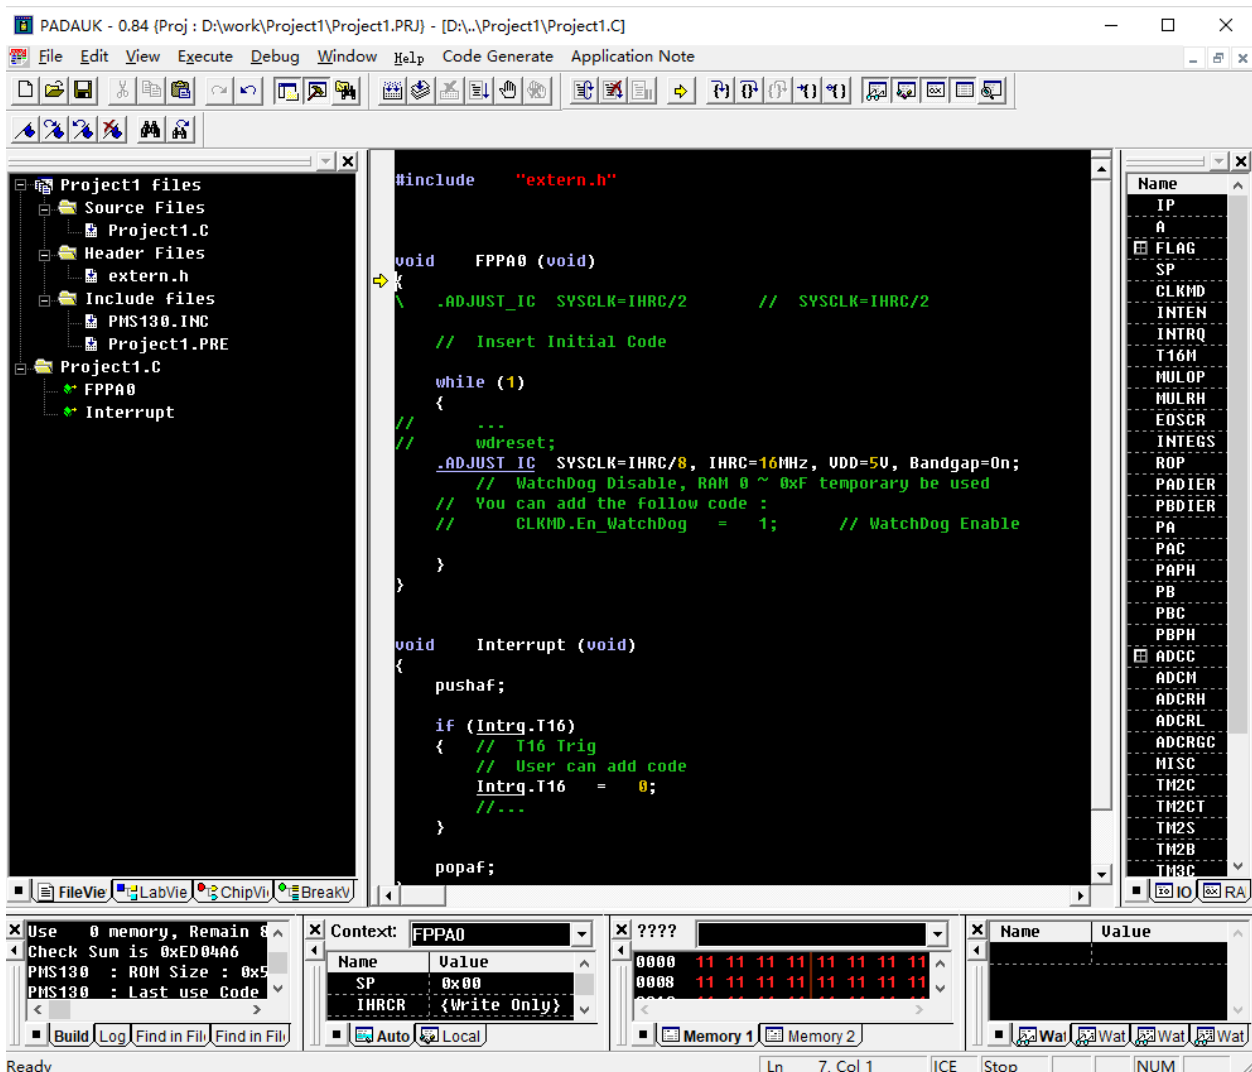 PADAUK - 0.84 {Proj : D:\work\Project1\Project1.PRJ} - [D:\..\Project1\Project1.C]
File Edit View Execute Debug Window Help Code Generate Application Note
Project1 files
Source Files
Project1.C
Header Files
extern.h
Include files
PMS130.INC
Project1.PRE
Project1.C
FPPA0
Interrupt
FileVie LabVie ChipVi BreakV
#include "extern.h"
void FPPA0 (void)
{
\ .ADJUST_IC SYSCLK=IHRC/2 // SYSCLK=IHRC/2
// Insert Initial Code
while (1)
{
// ...
// wdreset;
.ADJUST_IC SYSCLK=IHRC/8, IHRC=16MHz, VDD=5V, Bandgap=On;
// WatchDog Disable, RAM 0 ~ 0xF temporary be used
// You can add the follow code :
// CLKMD.En_WatchDog = 1; // WatchDog Enable
}
}
void Interrupt (void)
{
pushaf;
if (Intrq.T16)
{ // T16 Trig
// User can add code
Intrq.T16 = 0;
//...
}
popaf;
Name
IP
A
FLAG
SP
CLKMD
INTEN
INTRQ
T16M
MULOP
MULRH
EOSCR
INTEGS
ROP
PADIER
PBDIER
PA
PAC
PAPH
PB
PBC
PBPH
ADCC
ADCM
ADCRH
ADCRL
ADCRGC
MISC
TM2C
TM2CT
TM2S
TM2B
TM3C
IO RA
Use 0 memory, Remain 8
Check Sum is 0xED04A6
PMS130 : ROM Size : 0x5
PMS130 : Last use Code
Build Log Find in Fil Find in Fil
Context: FPPA0
Name Value
SP 0x00
IHRCR {Write Only}
Auto Local
????
0000 11 11 11 11 11 11 11 11
0008 11 11 11 11 11 11 11 11
Memory 1 Memory 2
Name Value
Wat Wat Wat Wat
Ready Ln 7, Col 1 ICE Stop NUM